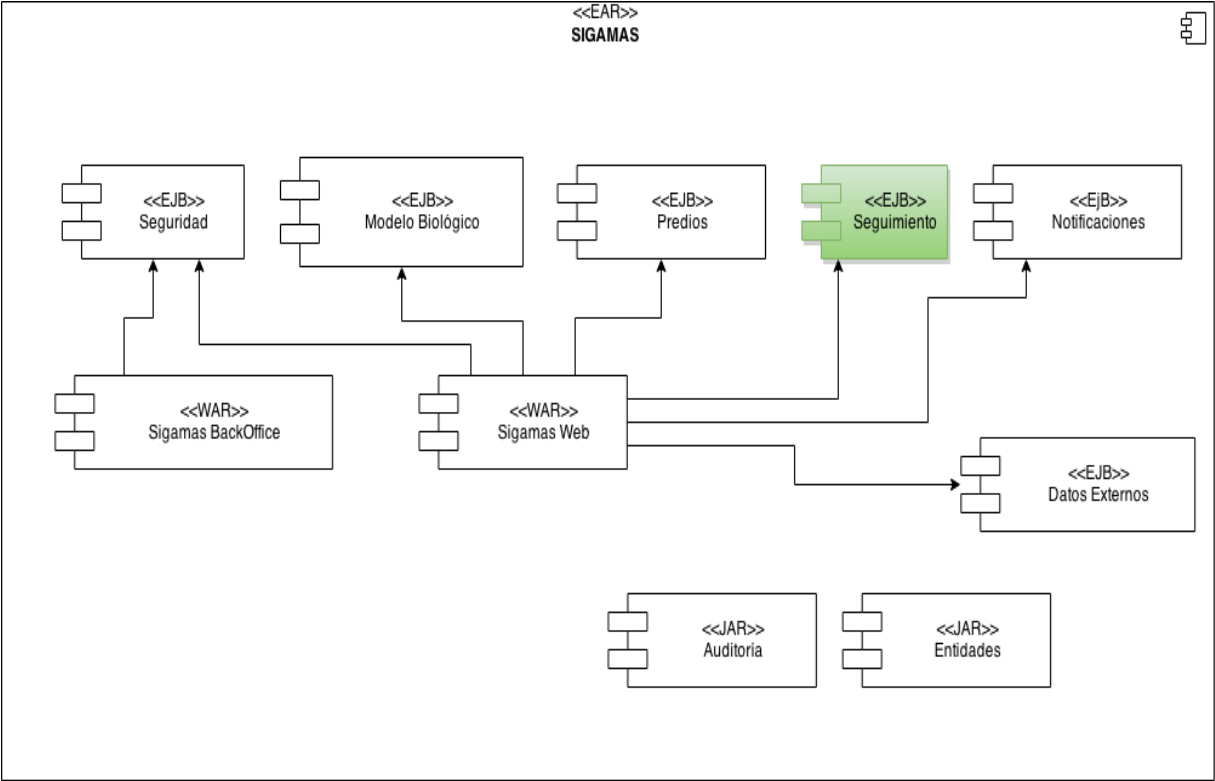 <<EAR>>
SIGAMAS
<<EJB>>
Seguridad
<<EJB>>
Modelo Biológico
<<EJB>>
Predios
<<EJB>>
Seguimiento
<<EjB>>
Notificaciones
<<WAR>>
Sigamas BackOffice
<<WAR>>
Sigamas Web
<<EJB>>
Datos Externos
<<JAR>>
Auditoría
<<JAR>>
Entidades